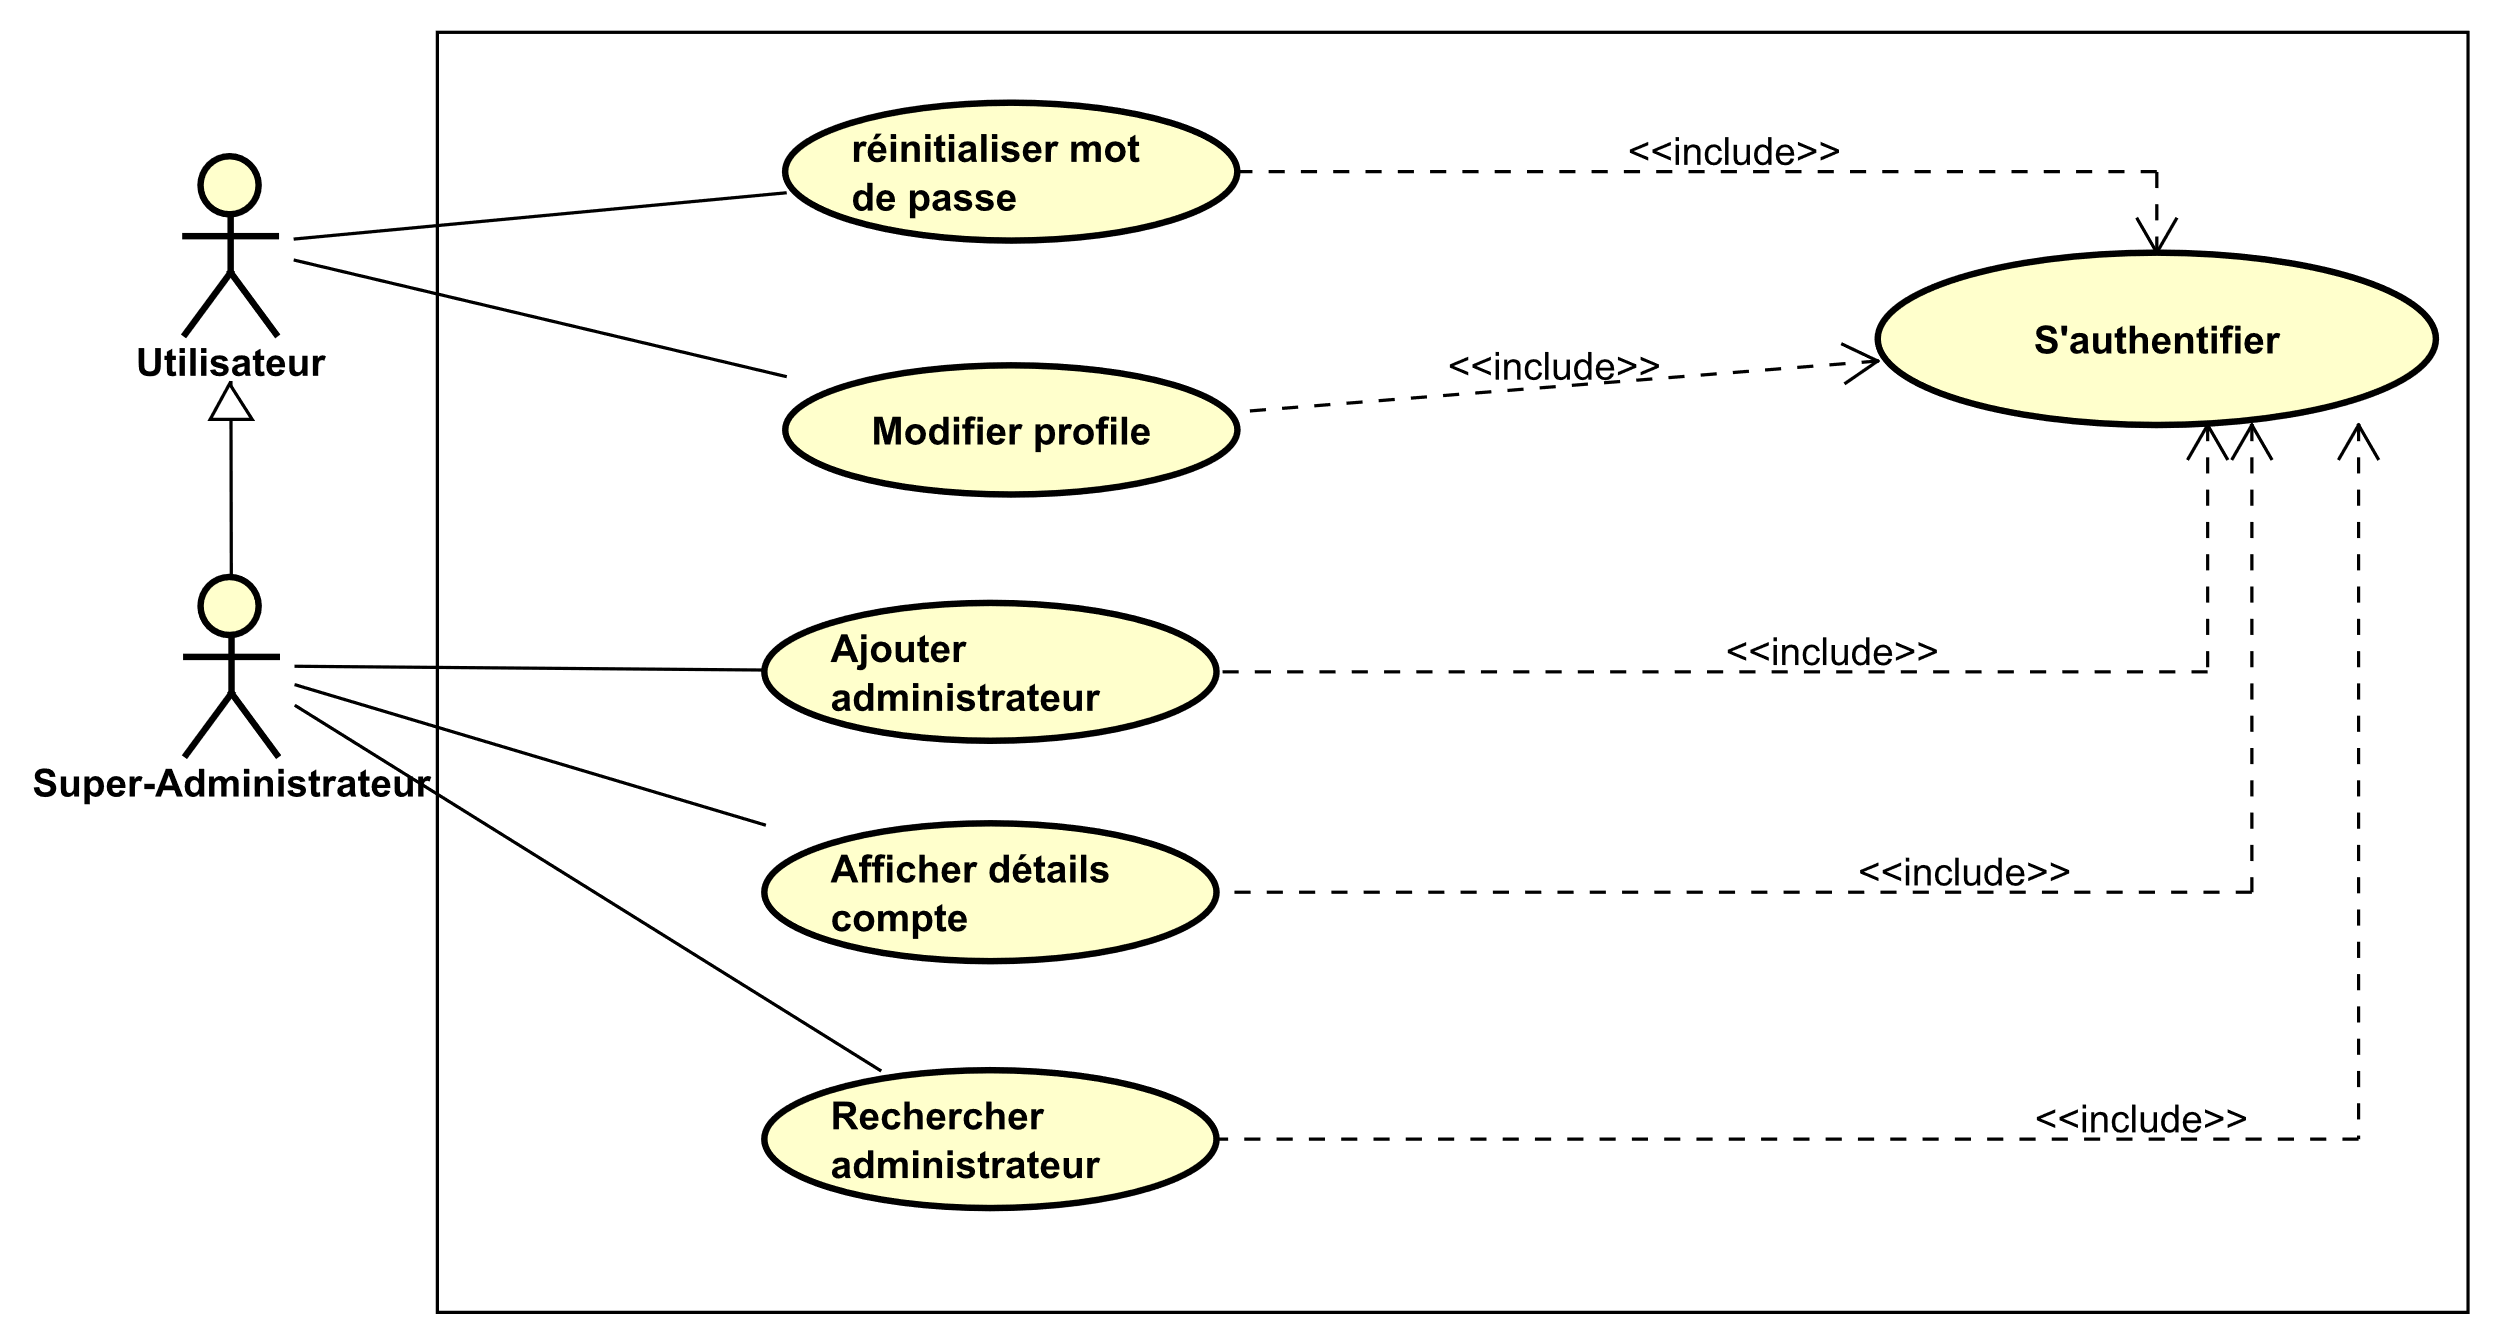 réinitialiser mot
de passe
<<include>>
Utilisateur
S'authentifier
<<include>>
Modifier profile
Ajouter
administrateur
<<include>>
Super-Administrateur
Afficher détails
compte
<<include>>
Rechercher
administrateur
<<include>>